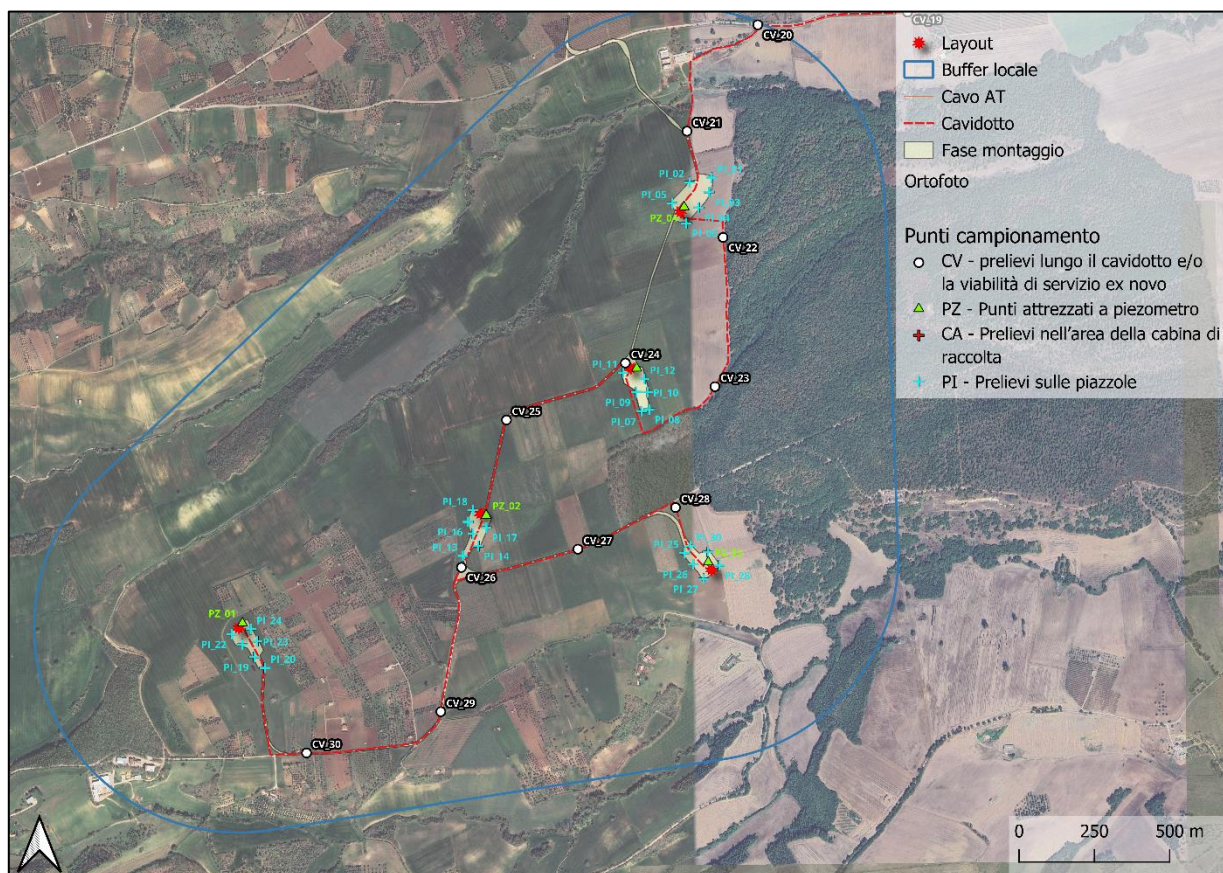 CV_20
CV_19
Layout
Buffer locale
Cavo AT
Cavidotto
Fase montaggio
Ortofoto
Punti campionamento
CV - prelievi lungo il cavidotto e/o
la viabilità di servizio ex novo
PZ - Punti attrezzati a piezometro
CA - Prelievi nell'area della cabina di
raccolta
PI - Prelievi sulle piazzole
CV_21
PI_02
PI_05
PI_03
PZ_04
CV_22
CV_24
PI_11
PI_12
CV_23
PI_09
PI_10
PI_07
PI_08
CV_25
CV_28
PI_18
PZ_02
PI_16
PI_17
CV_27
PI_13
PI_14
PI_25
PI_30
CV_26
PI_26
PI_28
PI_27
PZ_01
PI_24
PI_22
PI_23
PI_19
PI_20
CV_29
CV_30
0 250 500 m